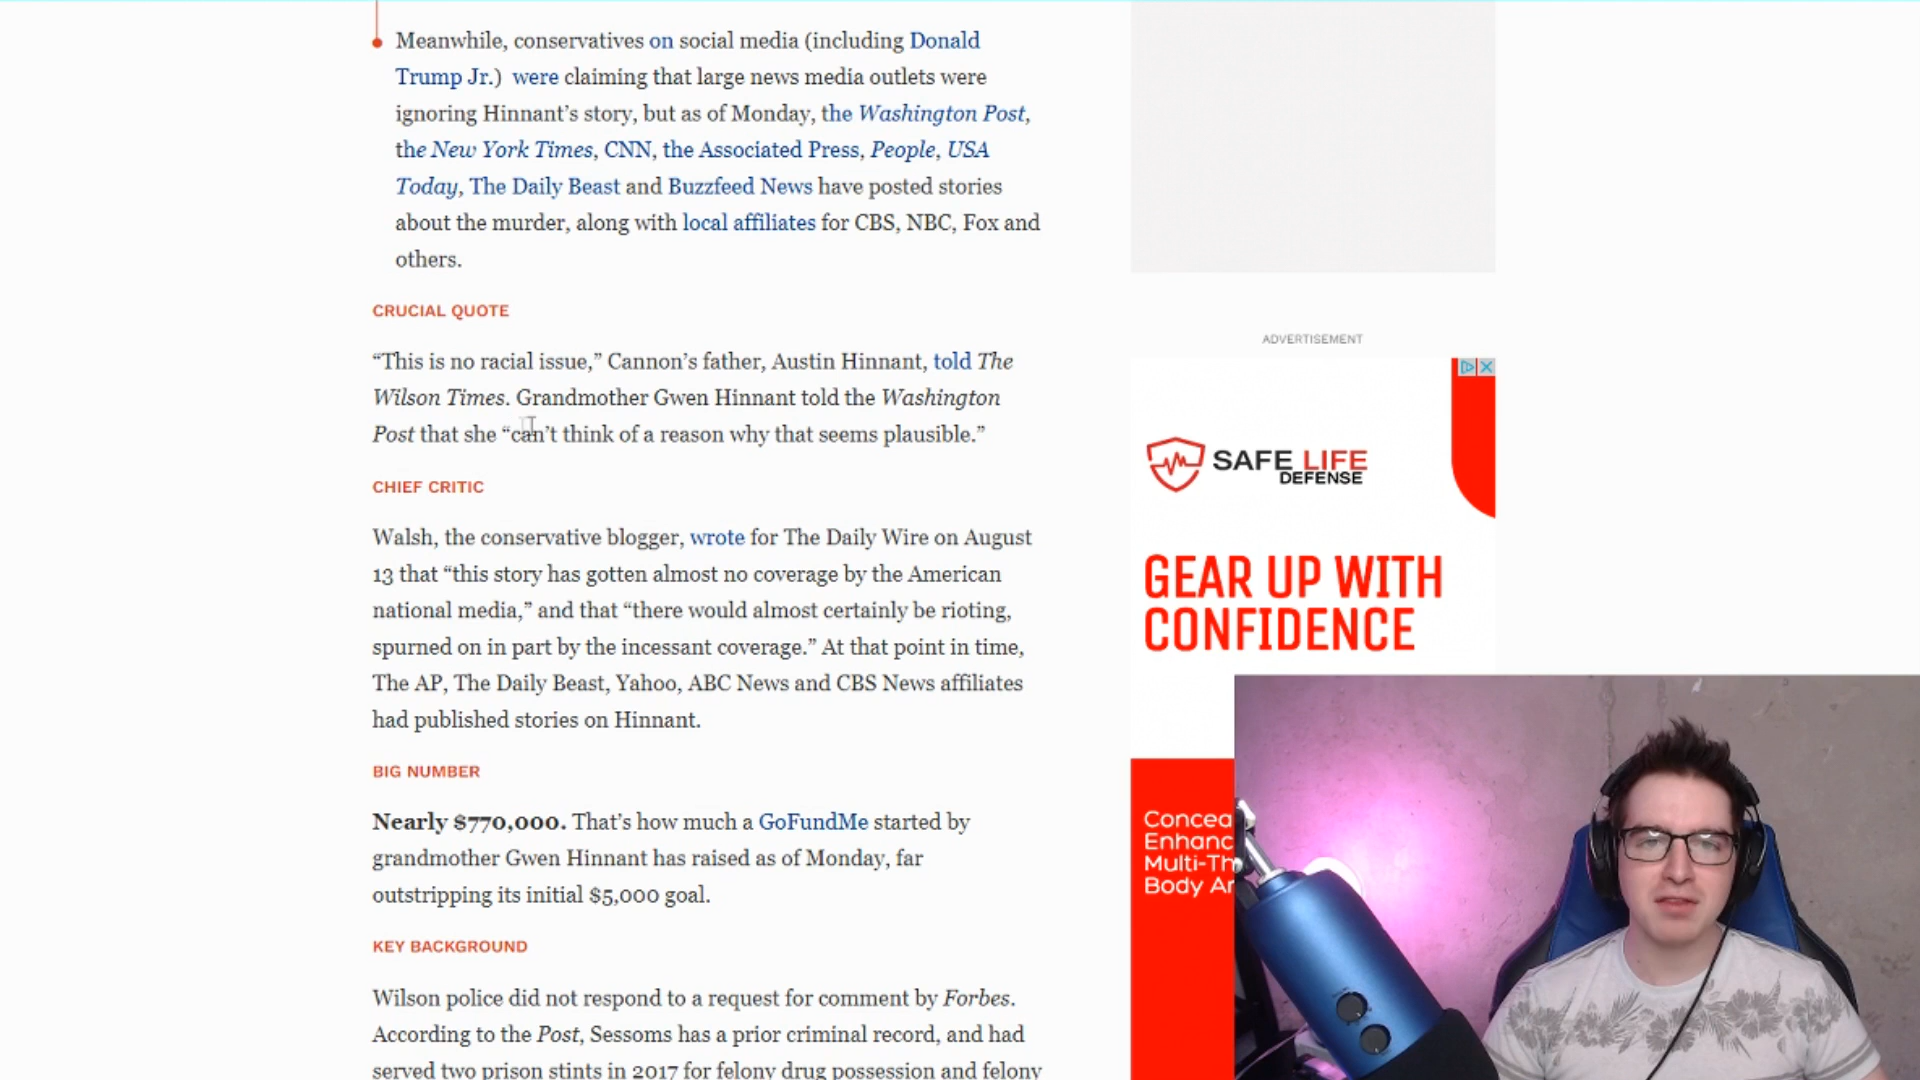 Meanwhile, conservatives on social media (including Donald
Trump Jr.)  were claiming that large news media outlets were
ignoring Hinnant’s story, but as of Monday, the Washington Post,
the New York Times, CNN, the Associated Press, People, USA
Today, The Daily Beast and Buzzfeed News have posted stories
about the murder, along with local affiliates for CBS, NBC, Fox and
others.
CRUCIAL QUOTE
“This is no racial issue,” Cannon’s father, Austin Hinnant, told The
Wilson Times. Grandmother Gwen Hinnant told the Washington
Post that she “can’t think of a reason why that seems plausible.”
CHIEF CRITIC
Walsh, the conservative blogger, wrote for The Daily Wire on August
13 that “this story has gotten almost no coverage by the American
national media,” and that “there would almost certainly be rioting,
spurned on in part by the incessant coverage.” At that point in time,
The AP, The Daily Beast, Yahoo, ABC News and CBS News affiliates
had published stories on Hinnant.
BIG NUMBER
Nearly $770,000. That’s how much a GoFundMe started by
grandmother Gwen Hinnant has raised as of Monday, far
outstripping its initial $5,000 goal.
KEY BACKGROUND
Wilson police did not respond to a request for comment by Forbes.
According to the Post, Sessoms has a prior criminal record, and had
served two prison stints in 2017 for felony drug possession and felony
ADVERTISEMENT
SAFE LIFE
DEFENSE
GEAR UP WITH
CONFIDENCE
Concea
Enhanc
Multi-Th
Body Ar